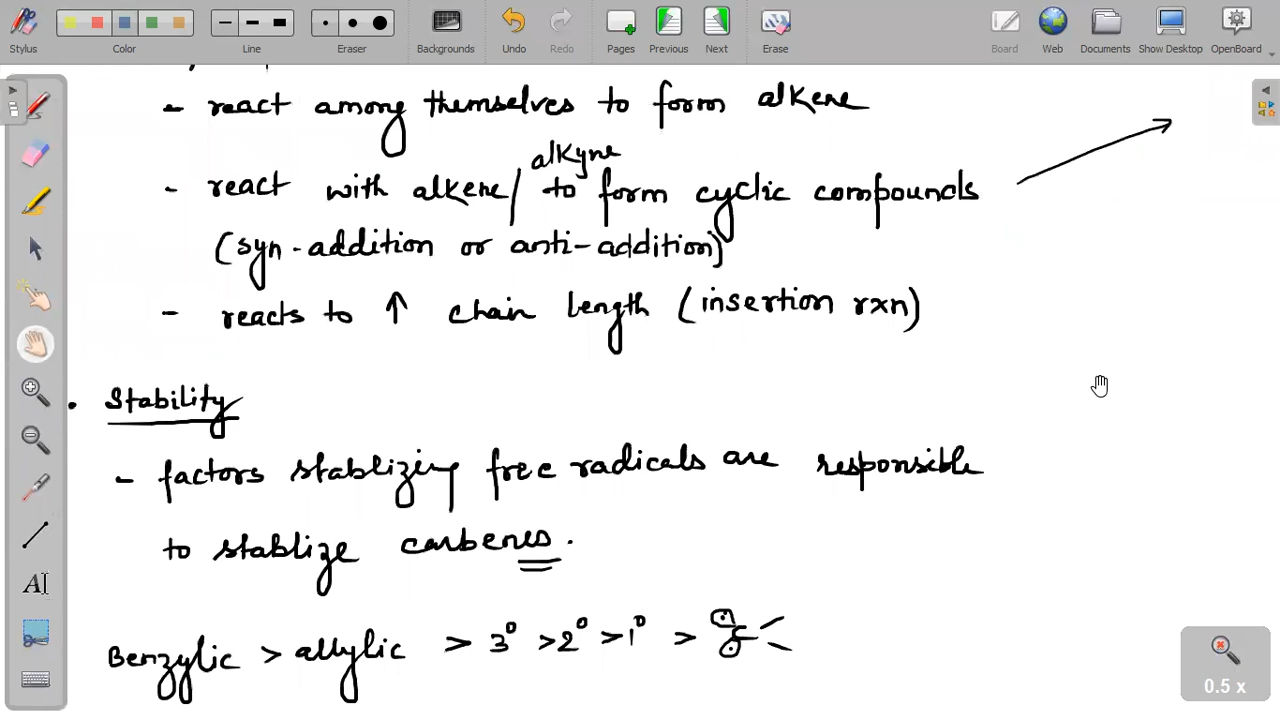 Stylus Color Line Eraser Backgrounds Undo Redo Pages Previous Next Erase Board Web Documents Show Desktop OpenBoard
- react among themselves to form alkene
alkyne
- react with alkene/ to form cyclic compounds
(syn-addition or anti-addition)
- reacts to ↑ chain length (insertion rxn)
• Stability
- factors stablizing free radicals are responsible
to stablize carbenes.
Benzylic > allylic > 3° > 2° > 1° >
0.5 x